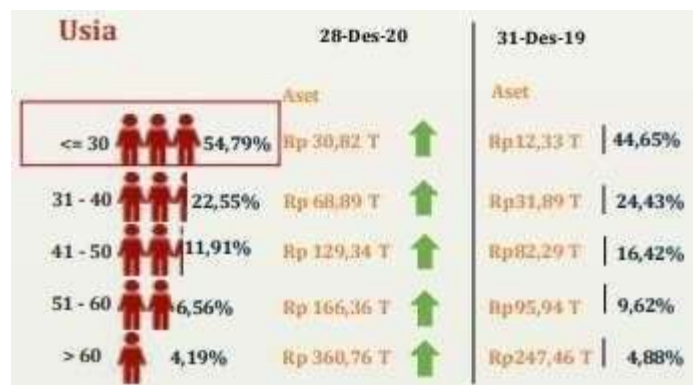 Usia 28-Des-20 31-Des-19
Aset Aset
<= 30 54,79% Rp 30,82 T Rp12,33 T 44,65%
31 - 40 22,55% Rp 68,89 T Rp31,89 T 24,43%
41 - 50 11,91% Rp 129,34 T Rp82,29 T 16,42%
51 - 60 6,56% Rp 166,36 T Rp95,94 T 9,62%
> 60 4,19% Rp 360,76 T Rp247,46 T 4,88%